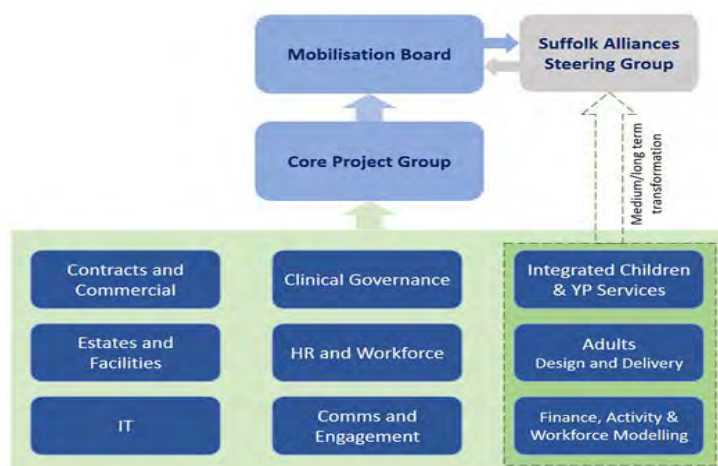 Mobilisation Board
Suffolk Alliances
Steering Group
Core Project Group
Medium/long term
transformation
Contracts and
Commercial
Clinical Governance
Integrated Children
& YP Services
Estates and
Facilities
HR and Workforce
Adults
Design and Delivery
IT
Comms and
Engagement
Finance, Activity &
Workforce Modelling